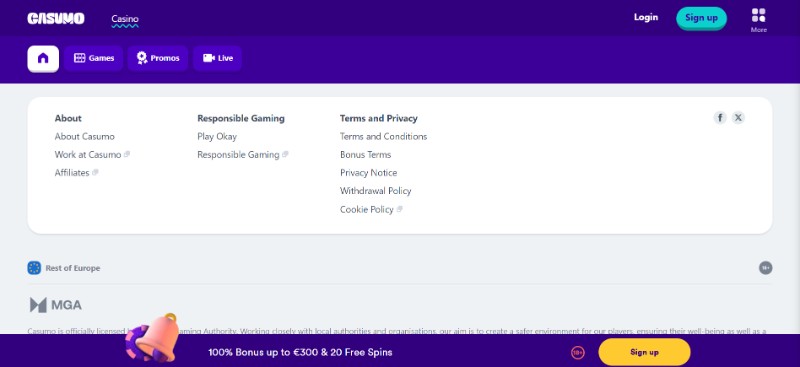 CASUMO
Casino
Login
Sign up
More
Games
Promos
Live
About
About Casumo
Work at Casumo
Affiliates
Responsible Gaming
Play Okay
Responsible Gaming
Terms and Privacy
Terms and Conditions
Bonus Terms
Privacy Notice
Withdrawal Policy
Cookie Policy
Rest of Europe
18+
MGA
Casumo is officially licensed aming Authority. Working closely with local authorities and organisations, our aim is to create a safer environment for our players, ensuring their well-being as well as a
100% Bonus up to €300 & 20 Free Spins
18+
Sign up